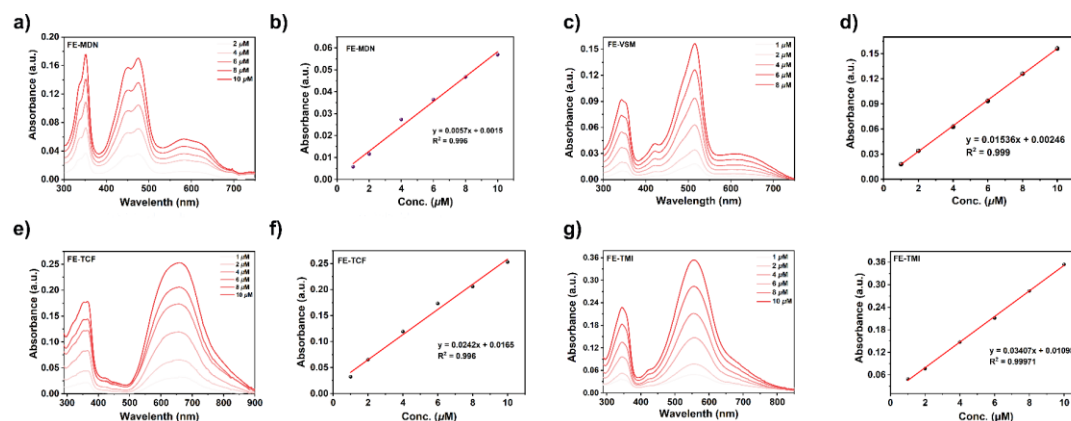 a)
FE-MDN
2 μM
4 μM
6 μM
8 μM
10 μM
0.20
0.16
0.12
0.08
0.04
0.00
300 400 500 600 700
Absorbance (a.u.)
Wavelenth (nm)
b)
FE-MDN
0.06
0.05
0.04
0.03
0.02
0.01
0.00
0 2 4 6 8 10
Absorbance (a.u.)
y = 0.0057x + 0.0015
R² = 0.996
Conc. (μM)
c)
FE-VSM
1 μM
2 μM
4 μM
6 μM
8 μM
0.15
0.12
0.09
0.06
0.03
0.00
300 400 500 600 700
Absorbance (a.u.)
Wavelength (nm)
d)
0.15
0.12
0.09
0.06
0.03
0.00
0 2 4 6 8 10
Absorbance (a.u.)
y = 0.01536x + 0.00246
R² = 0.999
Conc. (μM)
e)
FE-TCF
1 μM
2 μM
4 μM
6 μM
8 μM
10 μM
0.25
0.20
0.15
0.10
0.05
0.00
300 400 500 600 700 800 900
Absorbance (a.u.)
Wavelenth (nm)
f)
FE-TCF
0.25
0.20
0.15
0.10
0.05
0.00
0 2 4 6 8 10
Absorbance (a.u.)
y = 0.0242x + 0.0165
R² = 0.996
Conc. (μM)
g)
FE-TMI
1 μM
2 μM
4 μM
6 μM
8 μM
10 μM
0.36
0.31
0.26
0.21
0.16
0.10
0.05
0.00
300 400 500 600 700 800
Absorbance (a.u.)
Wavelenth (nm)
FE-TMI
0.36
0.30
0.24
0.18
0.12
0.06
0 2 4 6 8 10
Absorbance (a.u.)
y = 0.03407x +
R² = 0.99971
Conc. (μM)